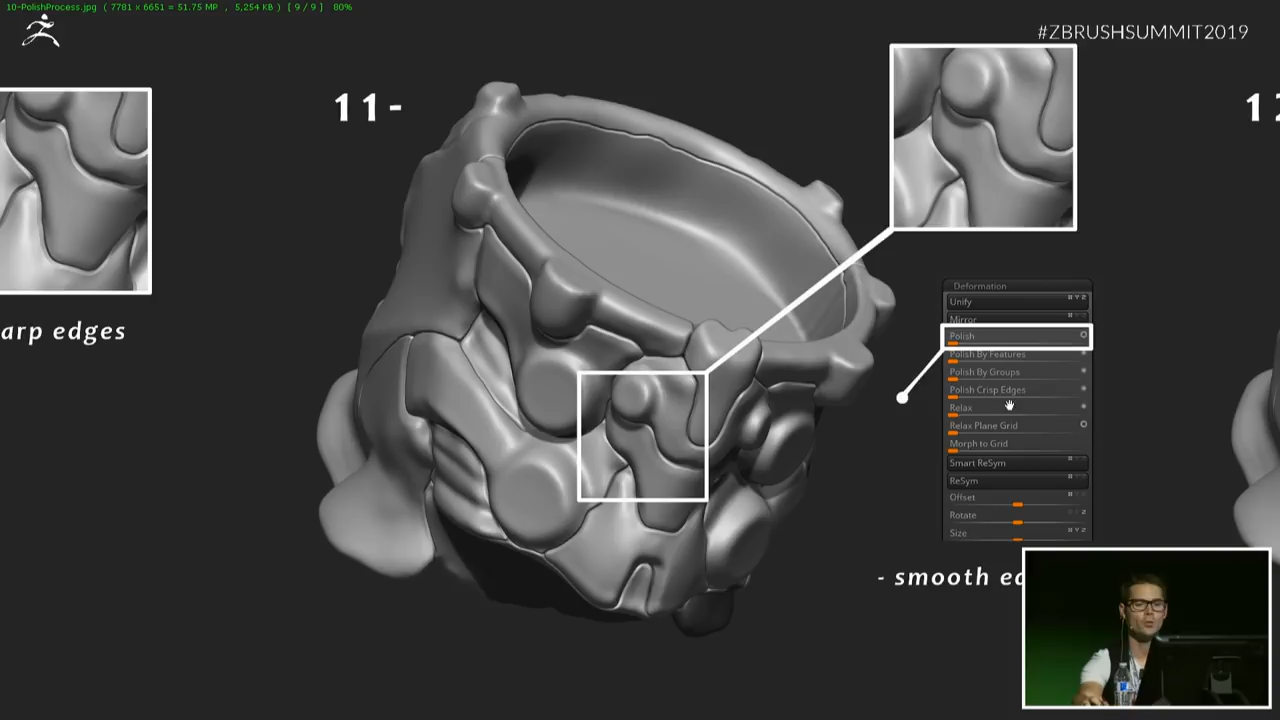 10-PolishProcess.jpg ( 7781 x 6651 = 51.75 MP , 5,254 KB ) [ 9 / 9 ] 80%
#ZBRUSHSUMMIT2019
11-
12
arp edges
Deformation
Unify
Mirror
Polish
Polish By Features
Polish By Groups
Polish Crisp Edges
Relax
Relax Plane Grid
Morph to Grid
Smart ReSym
ReSym
Offset
Rotate
Size
- smooth ed